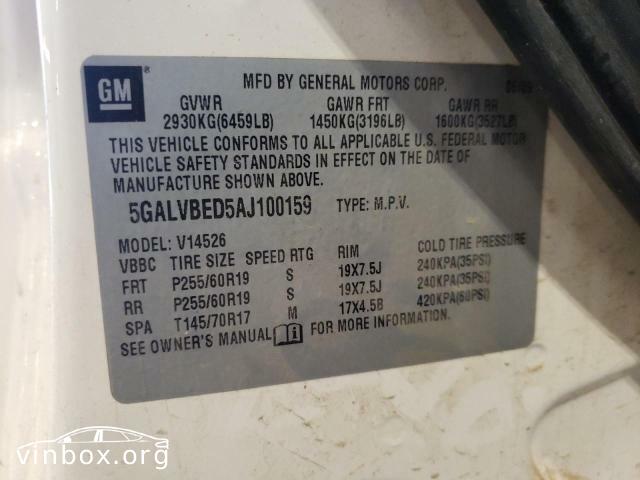 GM ®
MFD BY GENERAL MOTORS CORP.
GVWR GAWR FRT GAWR RR
2930KG(6459LB) 1450KG(3196LB) 1600KG(3527LB)
THIS VEHICLE CONFORMS TO ALL APPLICABLE U.S. FEDERAL MOTOR
VEHICLE SAFETY STANDARDS IN EFFECT ON THE DATE OF
MANUFACTURE SHOWN ABOVE.
5GALVBED5AJ100159 TYPE: M.P.V.
MODEL: V14526
VBBC TIRE SIZE SPEED RTG RIM COLD TIRE PRESSURE
FRT P255/60R19 S 19X7.5J 240KPA(35PSI)
RR P255/60R19 S 19X7.5J 240KPA(35PSI)
SPA T145/70R17 M 17X4.5B 420KPA(60PSI)
SEE OWNER'S MANUAL FOR MORE INFORMATION.
vinbox.org